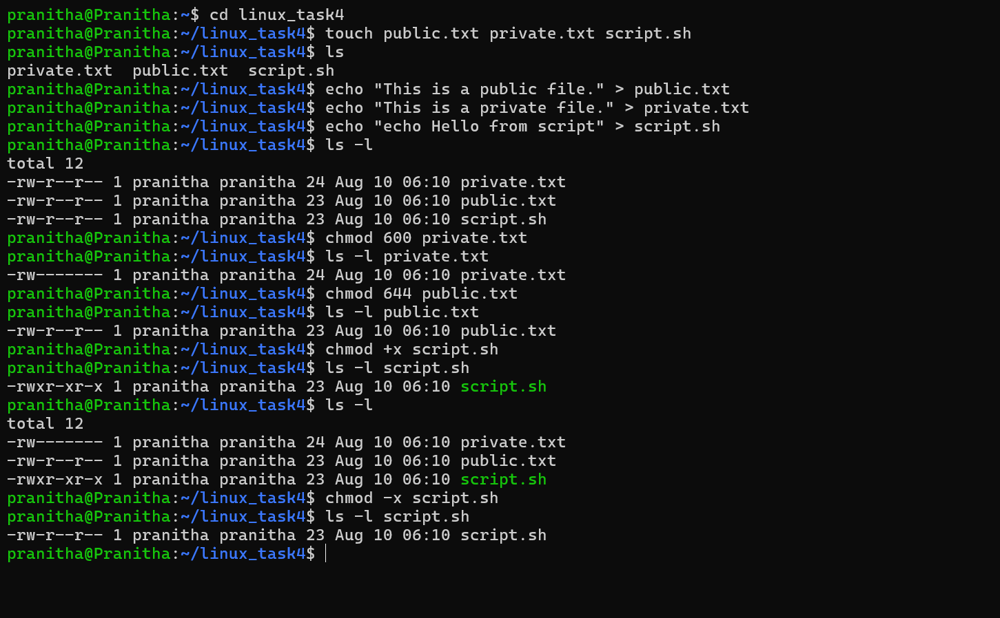 pranitha@Pranitha:~$ cd linux_task4
pranitha@Pranitha:~/linux_task4$ touch public.txt private.txt script.sh
pranitha@Pranitha:~/linux_task4$ ls
private.txt  public.txt  script.sh
pranitha@Pranitha:~/linux_task4$ echo "This is a public file." > public.txt
pranitha@Pranitha:~/linux_task4$ echo "This is a private file." > private.txt
pranitha@Pranitha:~/linux_task4$ echo "echo Hello from script" > script.sh
pranitha@Pranitha:~/linux_task4$ ls -l
total 12
-rw-r--r-- 1 pranitha pranitha 24 Aug 10 06:10 private.txt
-rw-r--r-- 1 pranitha pranitha 23 Aug 10 06:10 public.txt
-rw-r--r-- 1 pranitha pranitha 23 Aug 10 06:10 script.sh
pranitha@Pranitha:~/linux_task4$ chmod 600 private.txt
pranitha@Pranitha:~/linux_task4$ ls -l private.txt
-rw------- 1 pranitha pranitha 24 Aug 10 06:10 private.txt
pranitha@Pranitha:~/linux_task4$ chmod 644 public.txt
pranitha@Pranitha:~/linux_task4$ ls -l public.txt
-rw-r--r-- 1 pranitha pranitha 23 Aug 10 06:10 public.txt
pranitha@Pranitha:~/linux_task4$ chmod +x script.sh
pranitha@Pranitha:~/linux_task4$ ls -l script.sh
-rwxr-xr-x 1 pranitha pranitha 23 Aug 10 06:10 script.sh
pranitha@Pranitha:~/linux_task4$ ls -l
total 12
-rw------- 1 pranitha pranitha 24 Aug 10 06:10 private.txt
-rw-r--r-- 1 pranitha pranitha 23 Aug 10 06:10 public.txt
-rwxr-xr-x 1 pranitha pranitha 23 Aug 10 06:10 script.sh
pranitha@Pranitha:~/linux_task4$ chmod -x script.sh
pranitha@Pranitha:~/linux_task4$ ls -l script.sh
-rw-r--r-- 1 pranitha pranitha 23 Aug 10 06:10 script.sh
pranitha@Pranitha:~/linux_task4$